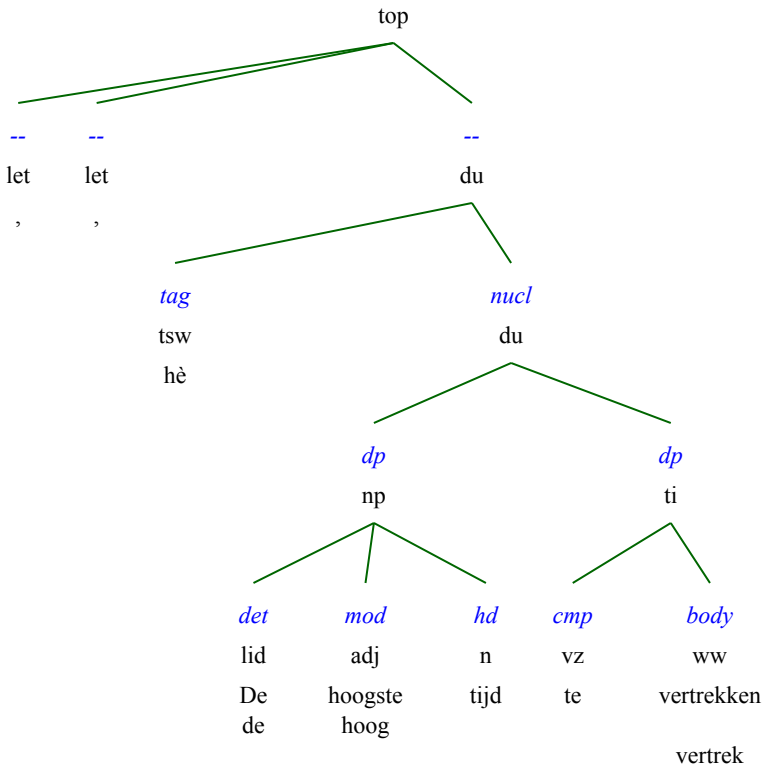 top
-- -- --
let let du
, ,
tag nucl
tsw du
hè
dp dp
np ti
det mod hd cmp body
lid adj n vz ww
De hoogste tijd te vertrekken
de hoog
vertrek